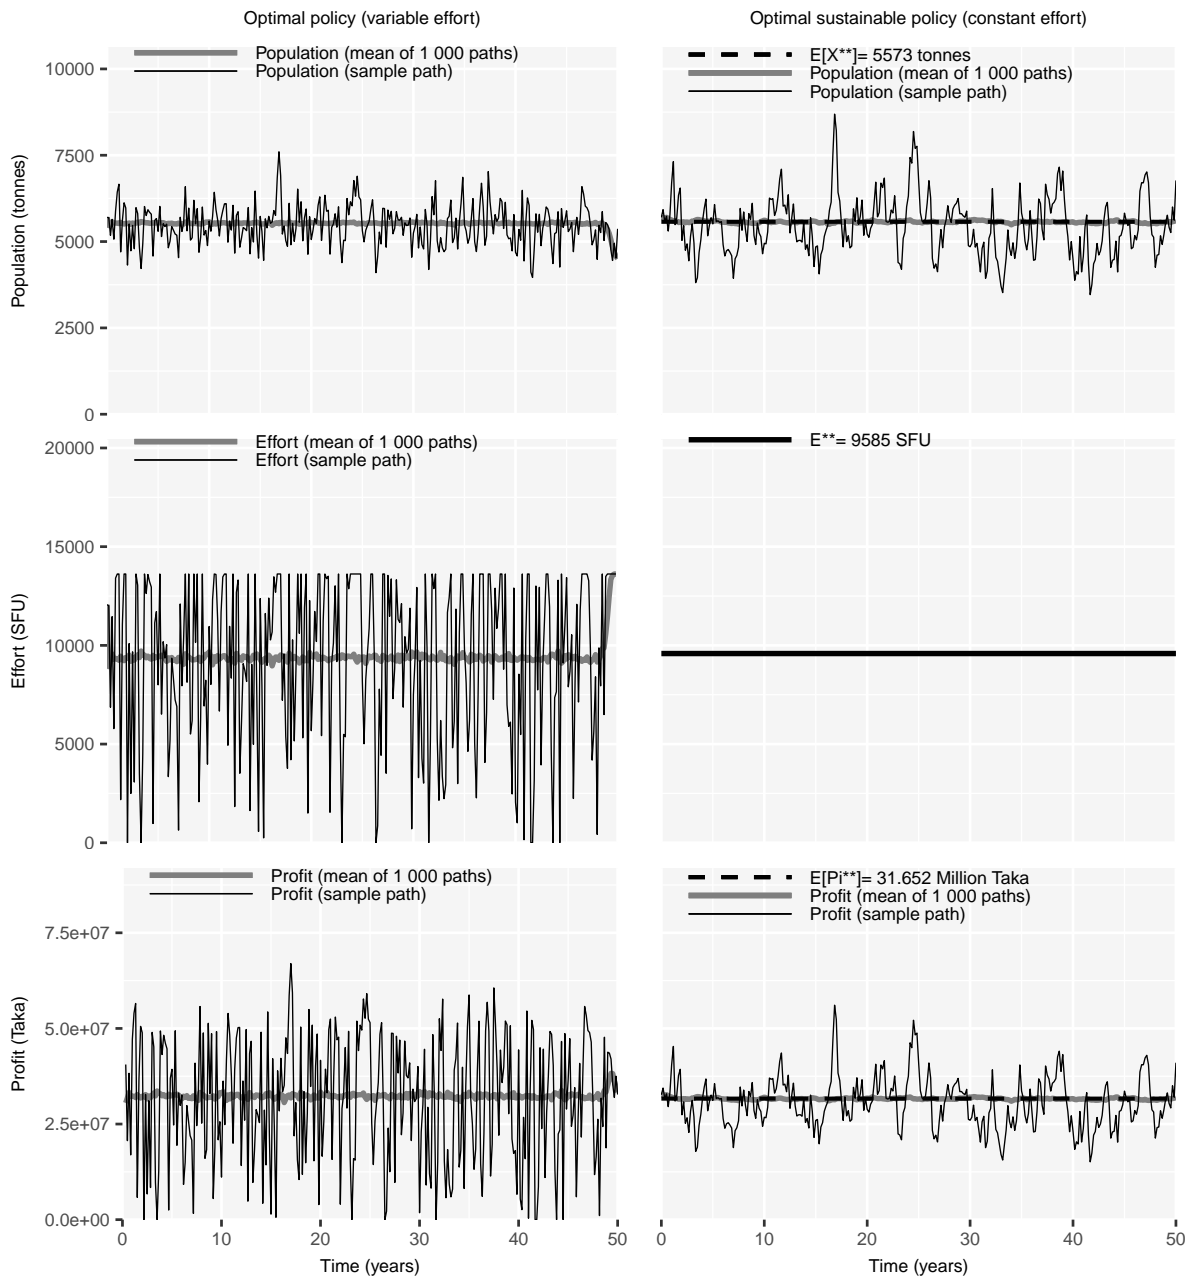 Optimal policy (variable effort)
Optimal sustainable policy (constant effort)
Population (mean of 1 000 paths)
Population (sample path)
E[X**]= 5573 tonnes
Population (mean of 1 000 paths)
Population (sample path)
Population (tonnes)
10000
7500
5000
2500
0
Effort (mean of 1 000 paths)
Effort (sample path)
E**= 9585 SFU
Effort (SFU)
20000
15000
10000
5000
0
Profit (mean of 1 000 paths)
Profit (sample path)
E[Pi**]= 31.652 Million Taka
Profit (mean of 1 000 paths)
Profit (sample path)
Profit (Taka)
7.5e+07
5.0e+07
2.5e+07
0.0e+00
0 10 20 30 40 50
0 10 20 30 40 50
Time (years)
Time (years)